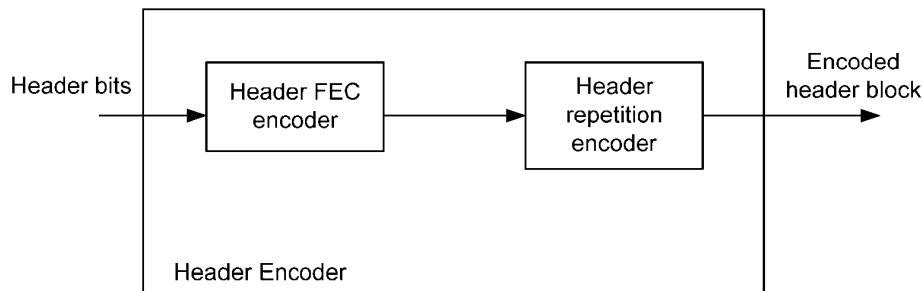 Header bits
Header FEC
encoder
Header
repetition
encoder
Encoded
header block
Header Encoder